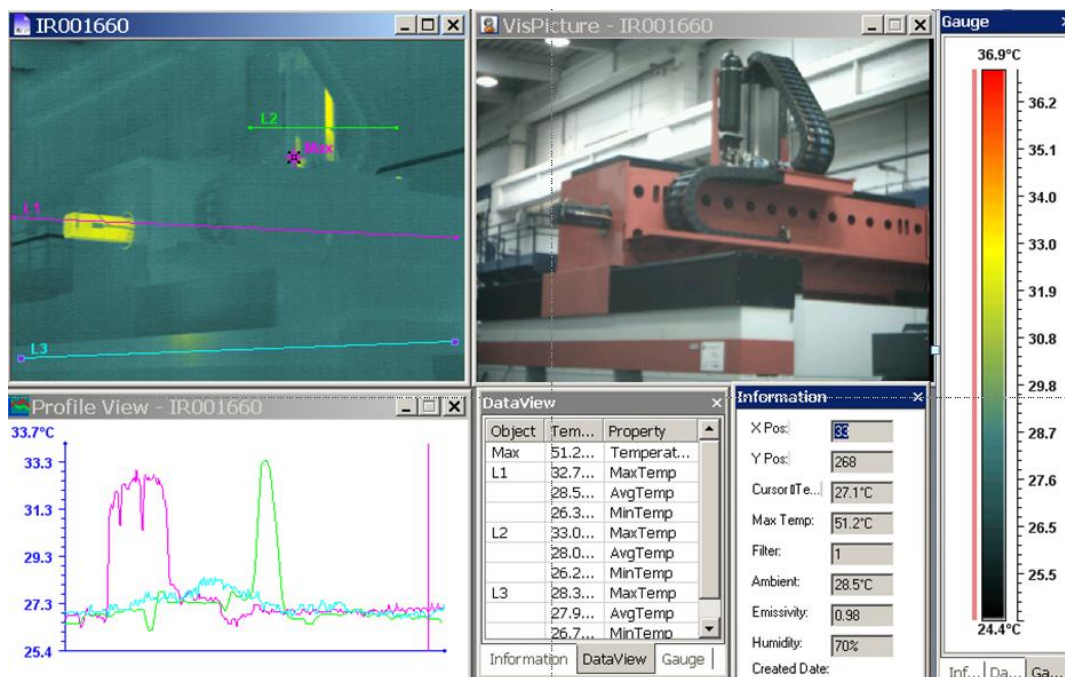 IR001660
L2
Max
L1
L3
VisPicture - IR001660
Gauge
36.9°C
36.2
35.1
34.0
33.0
31.9
30.8
29.8
28.7
27.6
26.5
25.5
24.4°C
Inf... Da... Ga...
Profile View - IR001660
33.7°C
33.3
31.3
29.3
27.3
25.4
DataView
Object Tem... Property
Max 51.2... Temperat...
L1 32.7... MaxTemp
28.5... AvgTemp
26.3... MinTemp
L2 33.0... MaxTemp
28.0... AvgTemp
26.2... MinTemp
L3 28.3... MaxTemp
27.9... AvgTemp
26.7... MinTemp
Information DataView Gauge
Information
X Pos: 33
Y Pos: 268
Cursor Te... 27.1°C
Max Temp: 51.2°C
Filter: 1
Ambient: 28.5°C
Emissivity: 0.98
Humidity: 70%
Created Date: